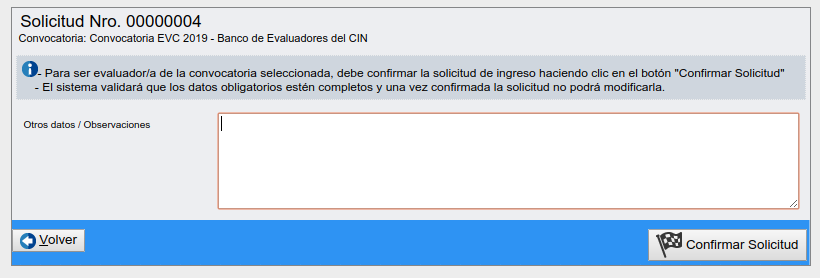 Solicitud Nro. 00000004
Convocatoria: Convocatoria EVC 2019 - Banco de Evaluadores del CIN
- Para ser evaluador/a de la convocatoria seleccionada, debe confirmar la solicitud de ingreso haciendo clic en el botón "Confirmar Solicitud"
- El sistema validará que los datos obligatorios estén completos y una vez confirmada la solicitud no podrá modificarla.
Otros datos / Observaciones
Volver
Confirmar Solicitud